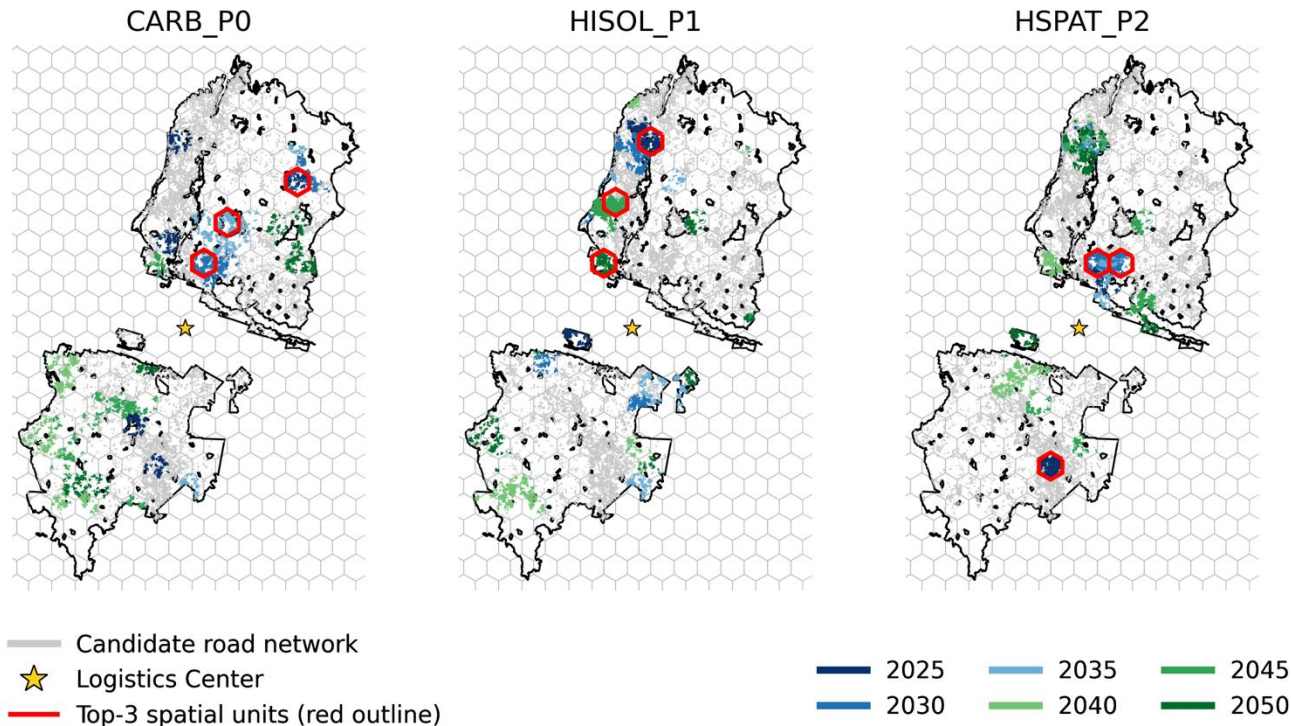 CARB_P0 HISOL_P1 HSPAT_P2
Candidate road network
Logistics Center
Top-3 spatial units (red outline)
2025 2035 2045
2030 2040 2050